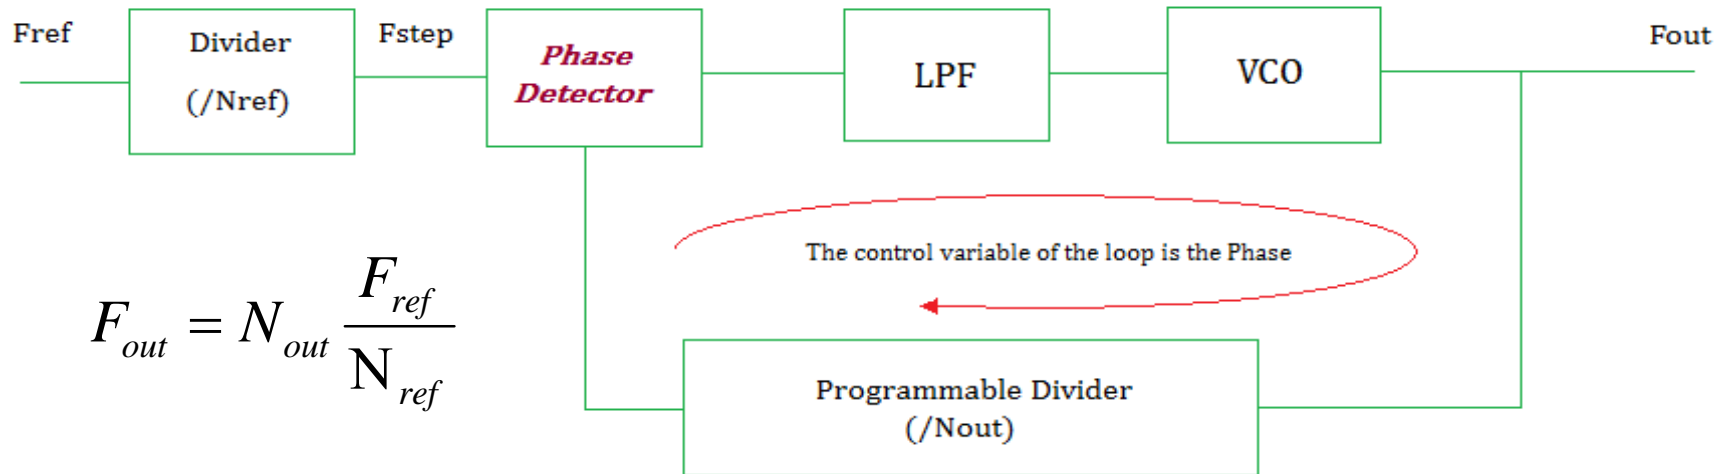 Fref
Divider
(/Nref)
Fstep
Phase
Detector
LPF
VCO
Fout
The control variable of the loop is the Phase
F_out = N_out F_ref / N_ref
Programmable Divider
(/Nout)